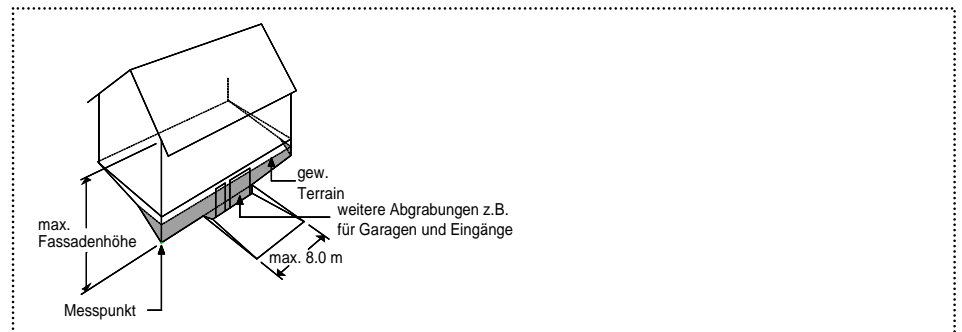 gew.
Terrain
weitere Abgrabungen z.B.
für Garagen und Eingänge
max.
Fassadenhöhe
max. 8.0 m
Messpunkt